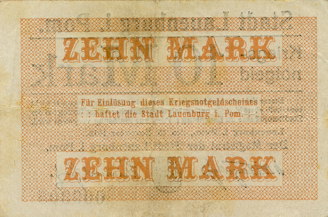 ZEHN MARK
Für Einlösung dieses Kriegsnotgeldscheines
: : haftet die Stadt Lauenburg i. Pom. : :
ZEHN MARK